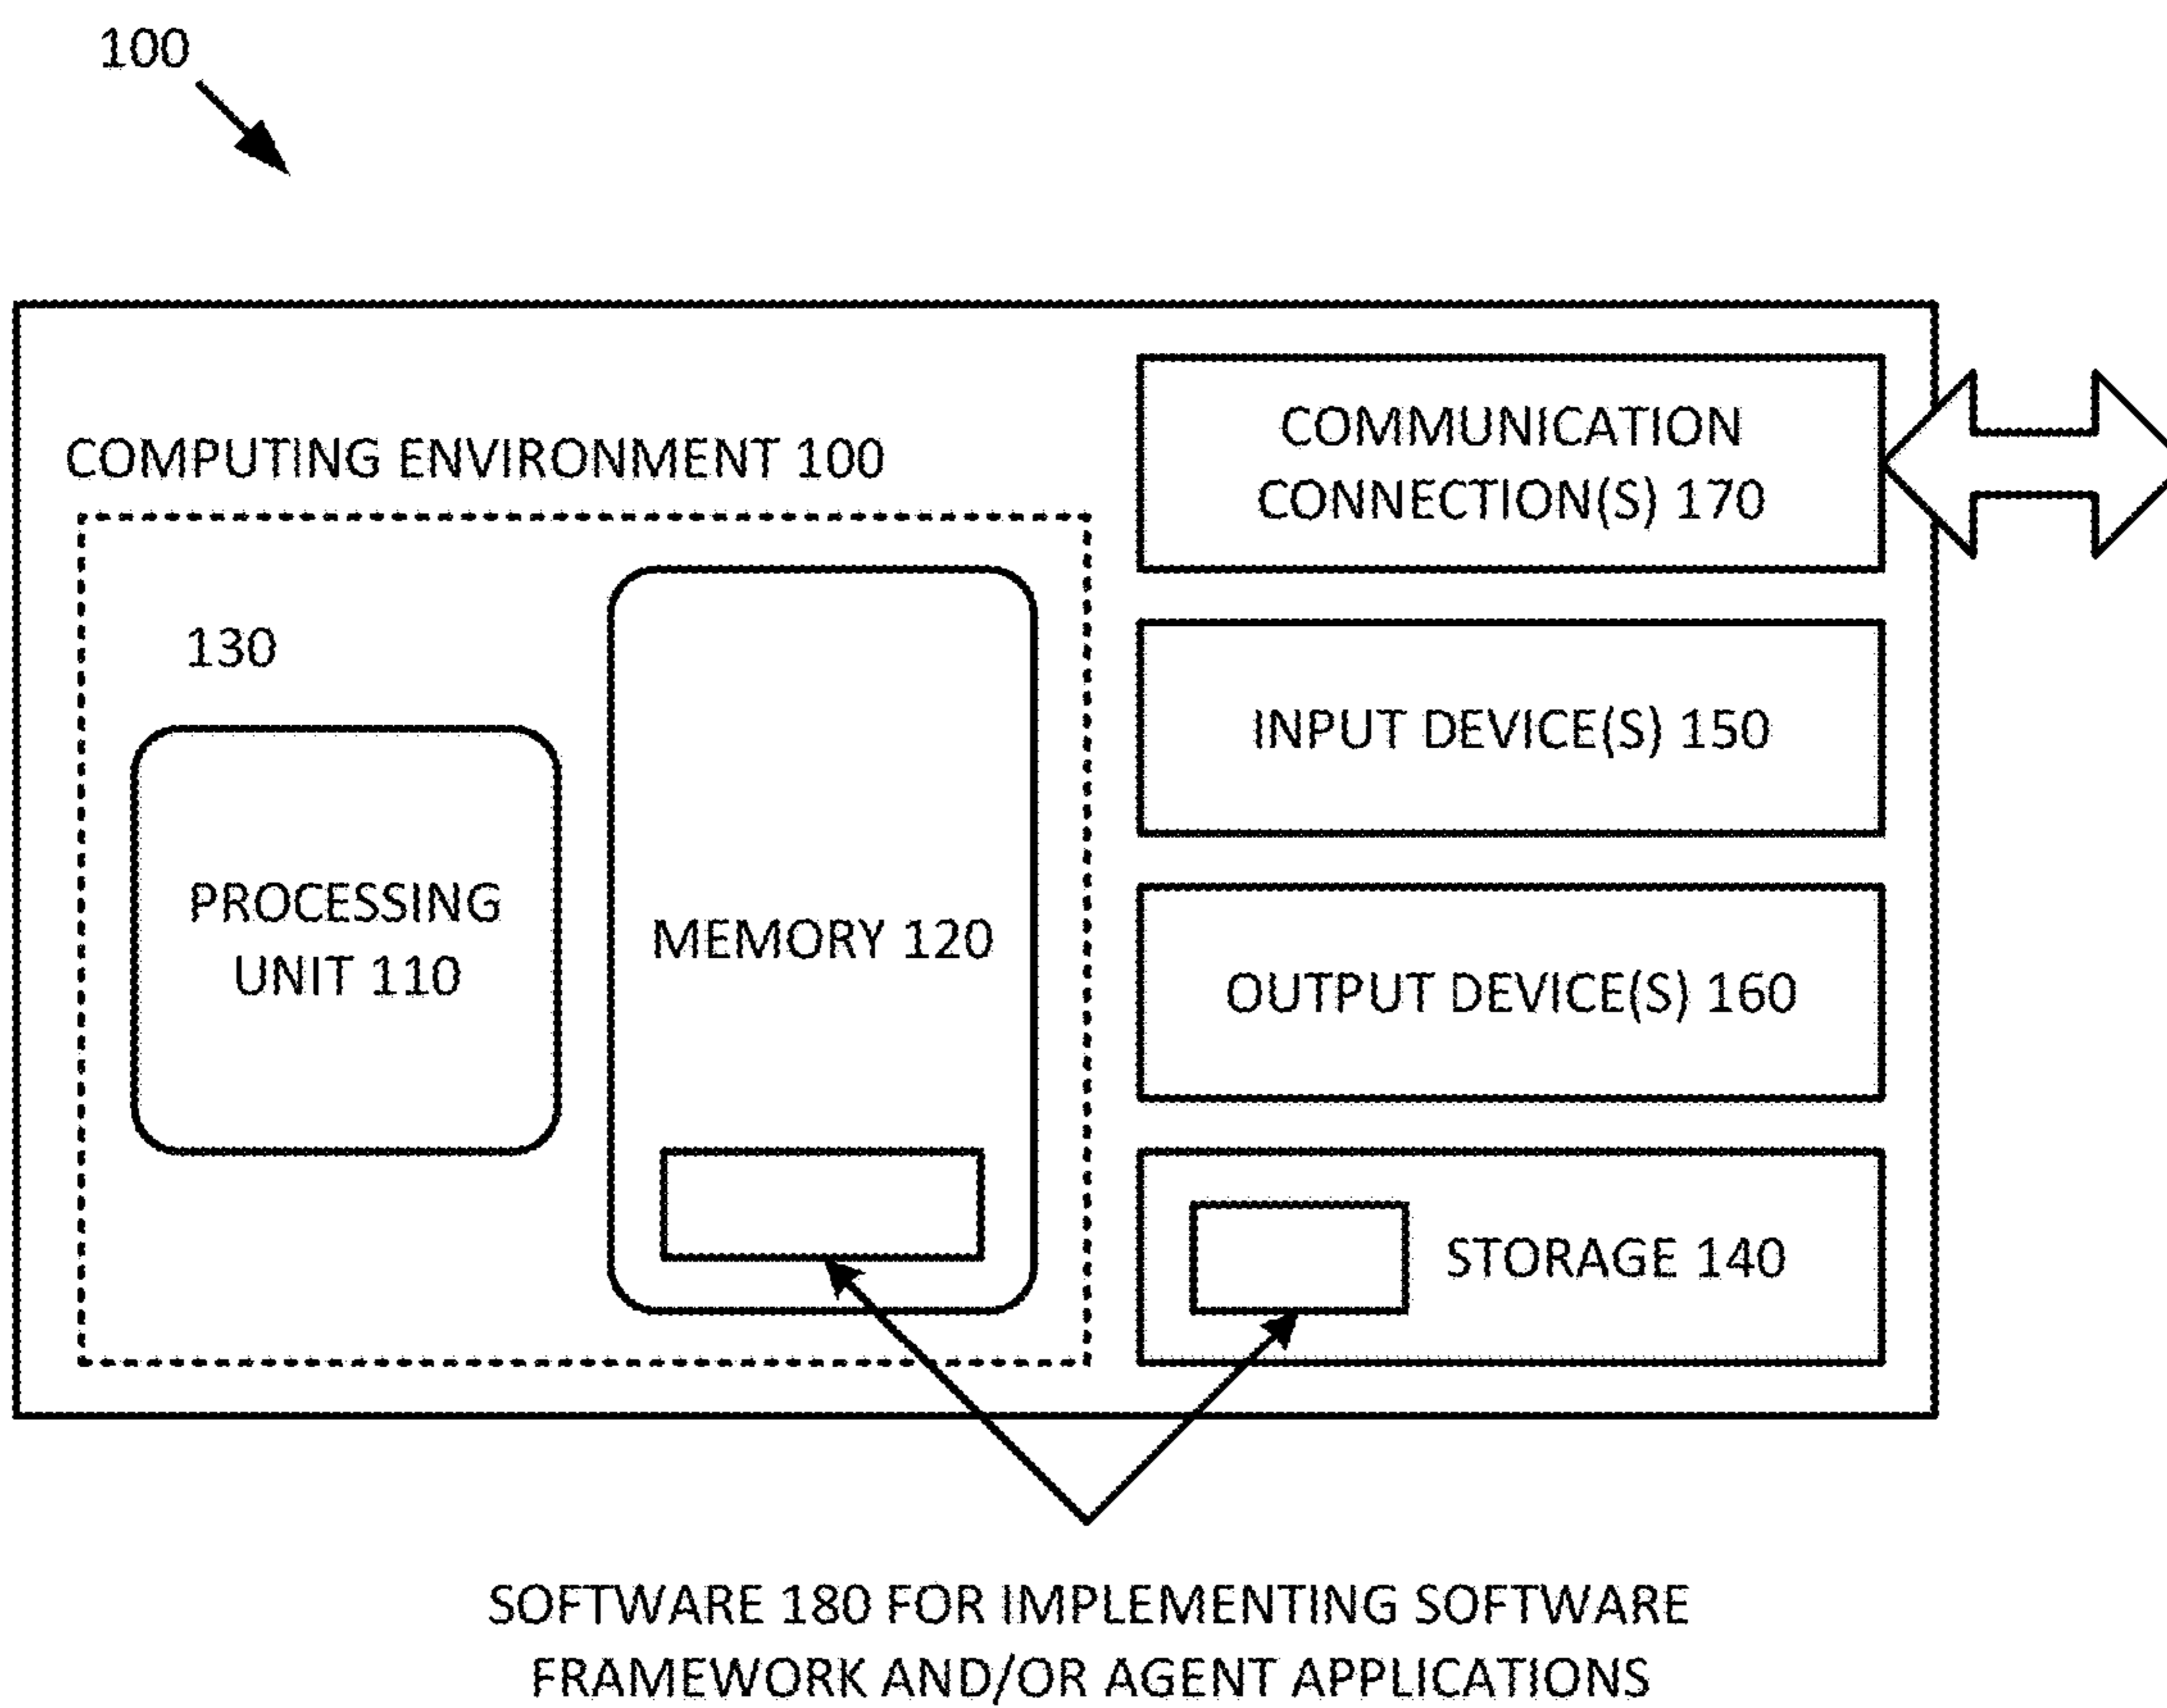 100
COMPUTING ENVIRONMENT 100
130
PROCESSING
UNIT 110
MEMORY 120
COMMUNICATION
CONNECTION(S) 170
INPUT DEVICE(S) 150
OUTPUT DEVICE(S) 160
STORAGE 140
SOFTWARE 180 FOR IMPLEMENTING SOFTWARE
FRAMEWORK AND/OR AGENT APPLICATIONS